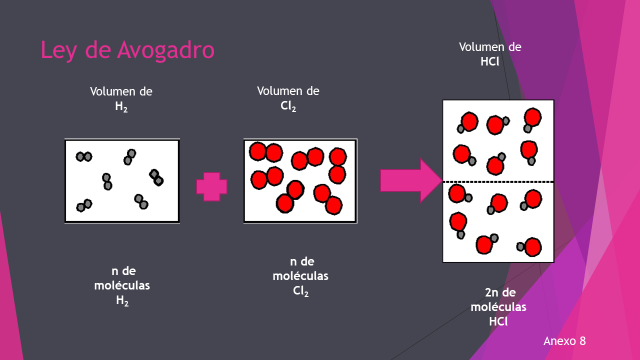 Ley de Avogadro
Volumen de
H₂
Volumen de
Cl₂
Volumen de
HCl
n de
moléculas
H₂
n de
moléculas
Cl₂
2n de
moléculas
HCl
Anexo 8